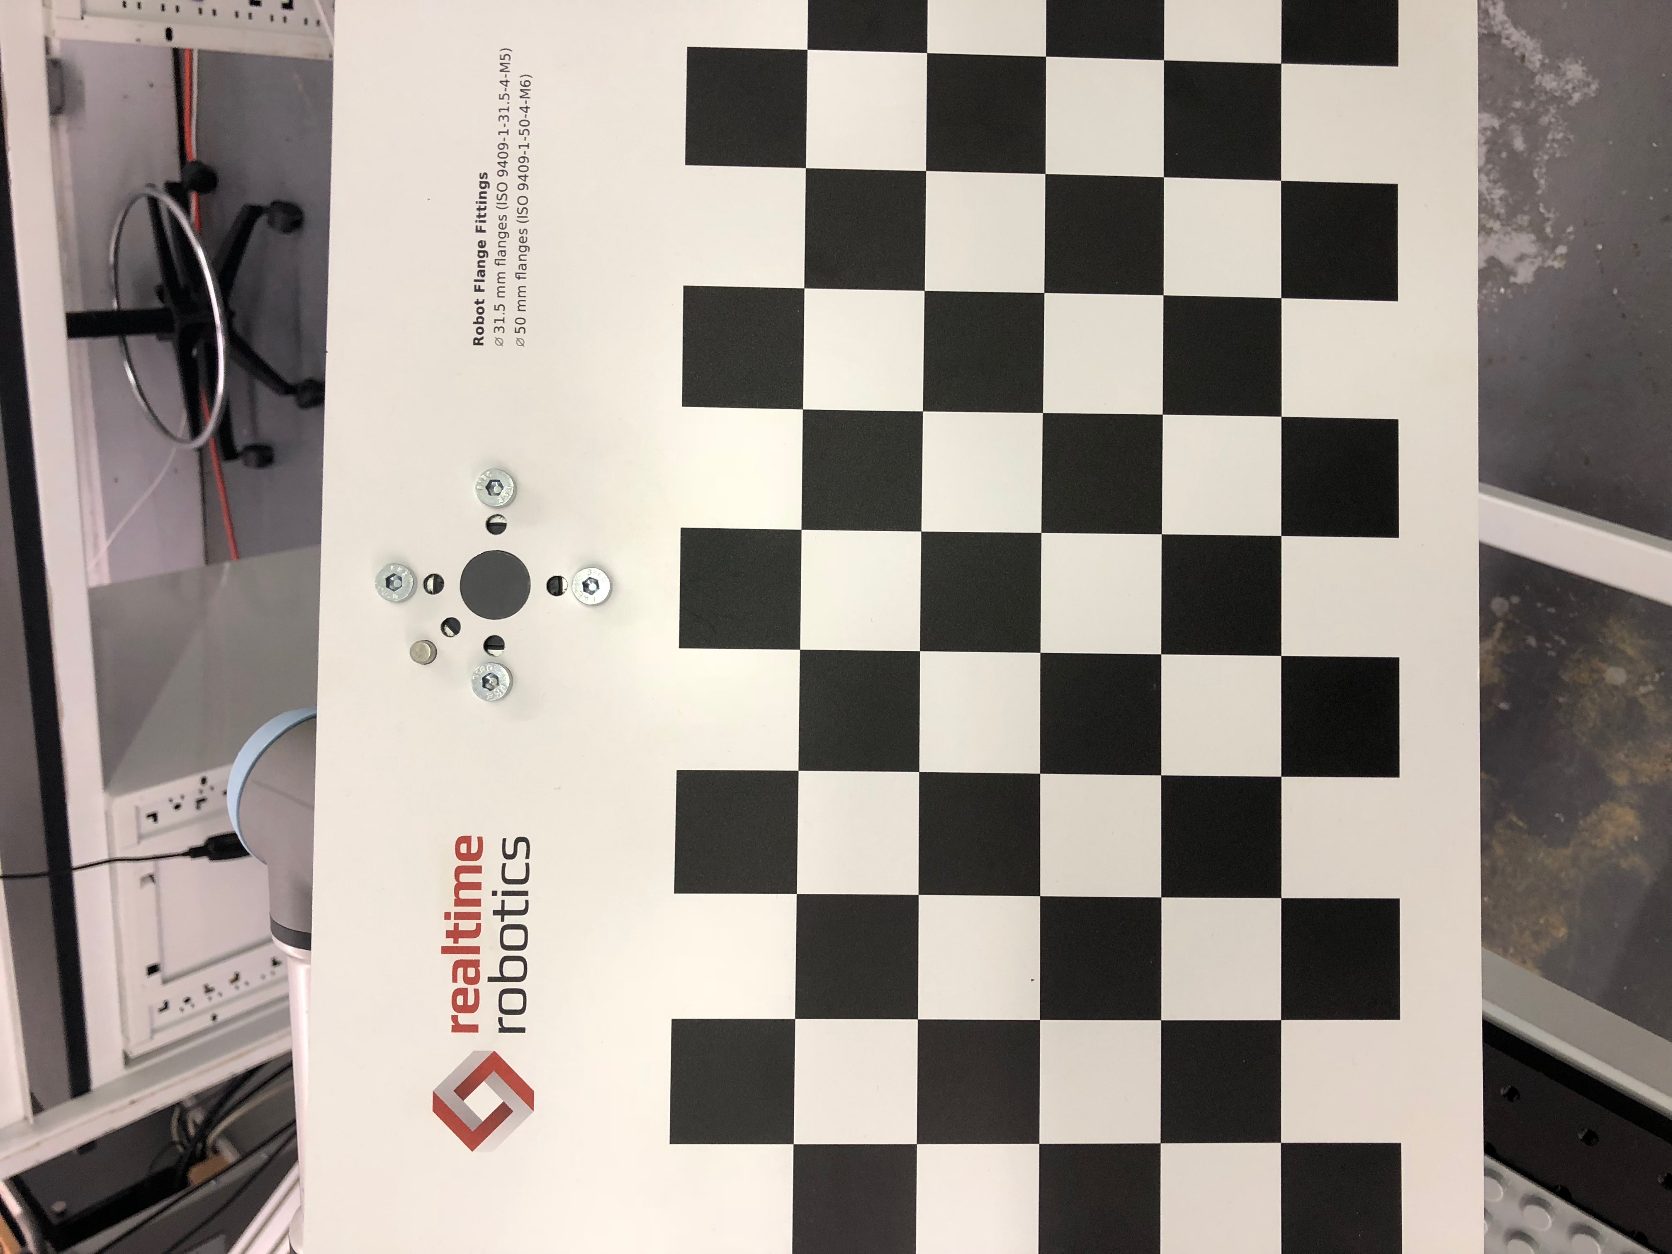 Robot Flange Fittings
⌀ 31.5 mm flanges (ISO 9409-1-31.5-4-M5)
⌀ 50 mm flanges (ISO 9409-1-50-4-M6)
realtime
robotics